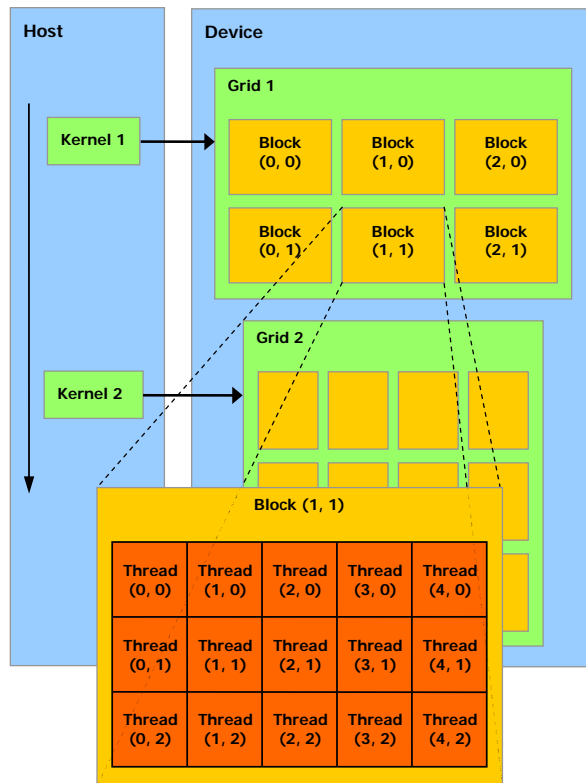 Host
Device
Grid 1
Kernel 1
Block
(0, 0)
Block
(1, 0)
Block
(2, 0)
Block
(0, 1)
Block
(1, 1)
Block
(2, 1)
Grid 2
Kernel 2
Block (1, 1)
Thread
(0, 0)
Thread
(1, 0)
Thread
(2, 0)
Thread
(3, 0)
Thread
(4, 0)
Thread
(0, 1)
Thread
(1, 1)
Thread
(2, 1)
Thread
(3, 1)
Thread
(4, 1)
Thread
(0, 2)
Thread
(1, 2)
Thread
(2, 2)
Thread
(3, 2)
Thread
(4, 2)